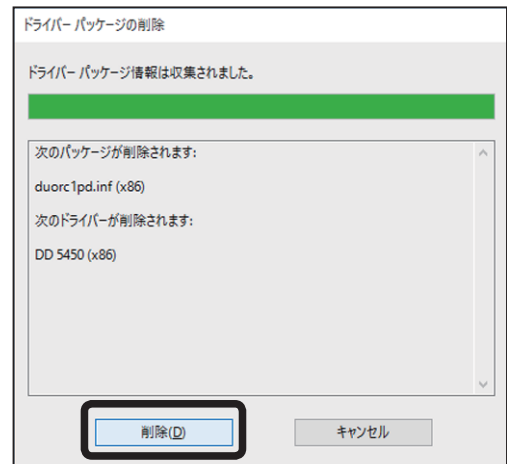 ドライバー パッケージの削除
ドライバー パッケージ情報は収集されました。
次のパッケージが削除されます:
duorc1pd.inf (x86)
次のドライバーが削除されます:
DD 5450 (x86)
削除(D)
キャンセル